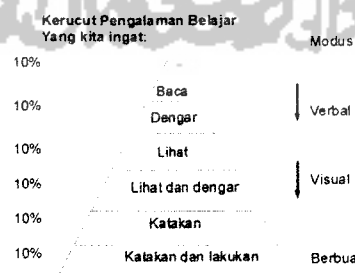 Kerucut Pengalaman Belajar
Yang kita ingat:
Modus
10%
Baca
10%
Dengar
Verbal
10%
Lihat
10%
Lihat dan dengar
Visual
10%
Katakan
10%
Katakan dan lakukan
Berbua